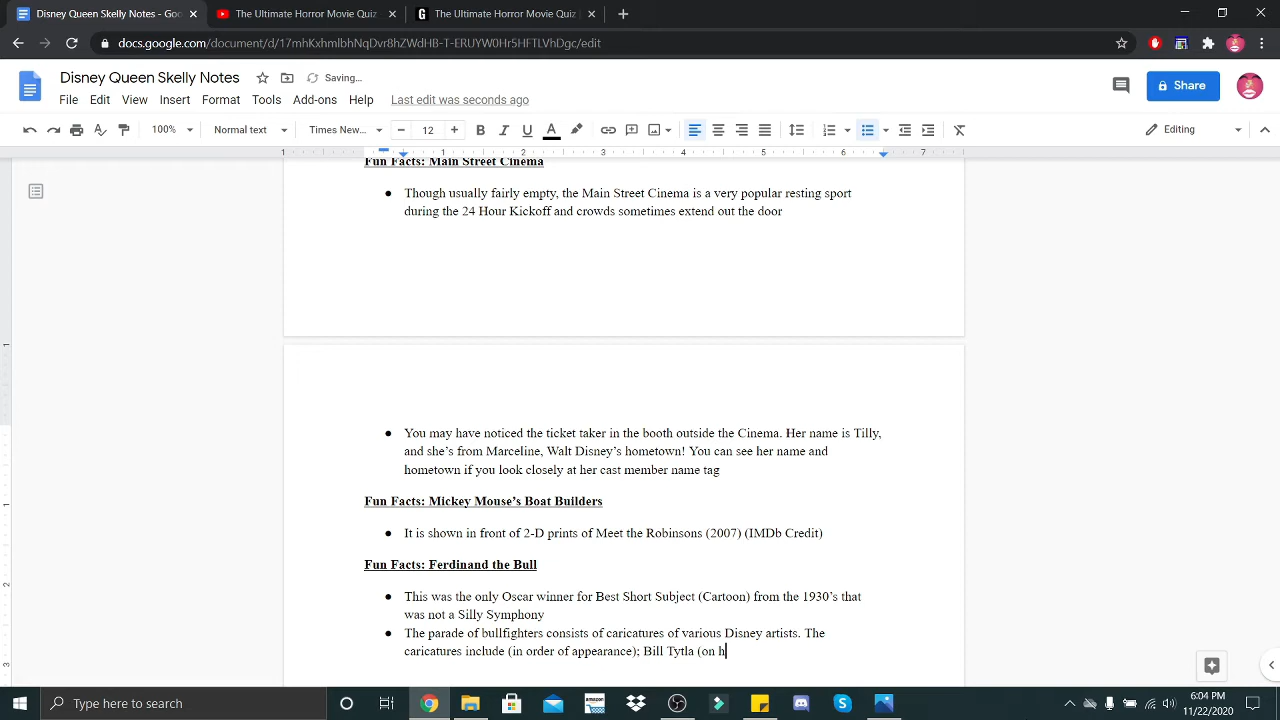 Disney Queen Skelly Notes - Goo
The Ultimate Horror Movie Quiz
The Ultimate Horror Movie Quiz
docs.google.com/document/d/17mhKxhmlbhNqDvr8hZWdHB-T-ERUYW0Hr5HFTLVhDgc/edit
Disney Queen Skelly Notes
Saving...
Share
File Edit View Insert Format Tools Add-ons Help Last edit was seconds ago
100% Normal text Times New... 12 Editing
1 1 2 3 4 5 6 7
Fun Facts: Main Street Cinema
● Though usually fairly empty, the Main Street Cinema is a very popular resting sport
during the 24 Hour Kickoff and crowds sometimes extend out the door
● You may have noticed the ticket taker in the booth outside the Cinema. Her name is Tilly,
and she’s from Marceline, Walt Disney’s hometown! You can see her name and
hometown if you look closely at her cast member name tag
Fun Facts: Mickey Mouse’s Boat Builders
● It is shown in front of 2-D prints of Meet the Robinsons (2007) (IMDb Credit)
Fun Facts: Ferdinand the Bull
● This was the only Oscar winner for Best Short Subject (Cartoon) from the 1930’s that
was not a Silly Symphony
● The parade of bullfighters consists of caricatures of various Disney artists. The
caricatures include (in order of appearance); Bill Tytla (on h
Type here to search
6:04 PM
11/22/2020